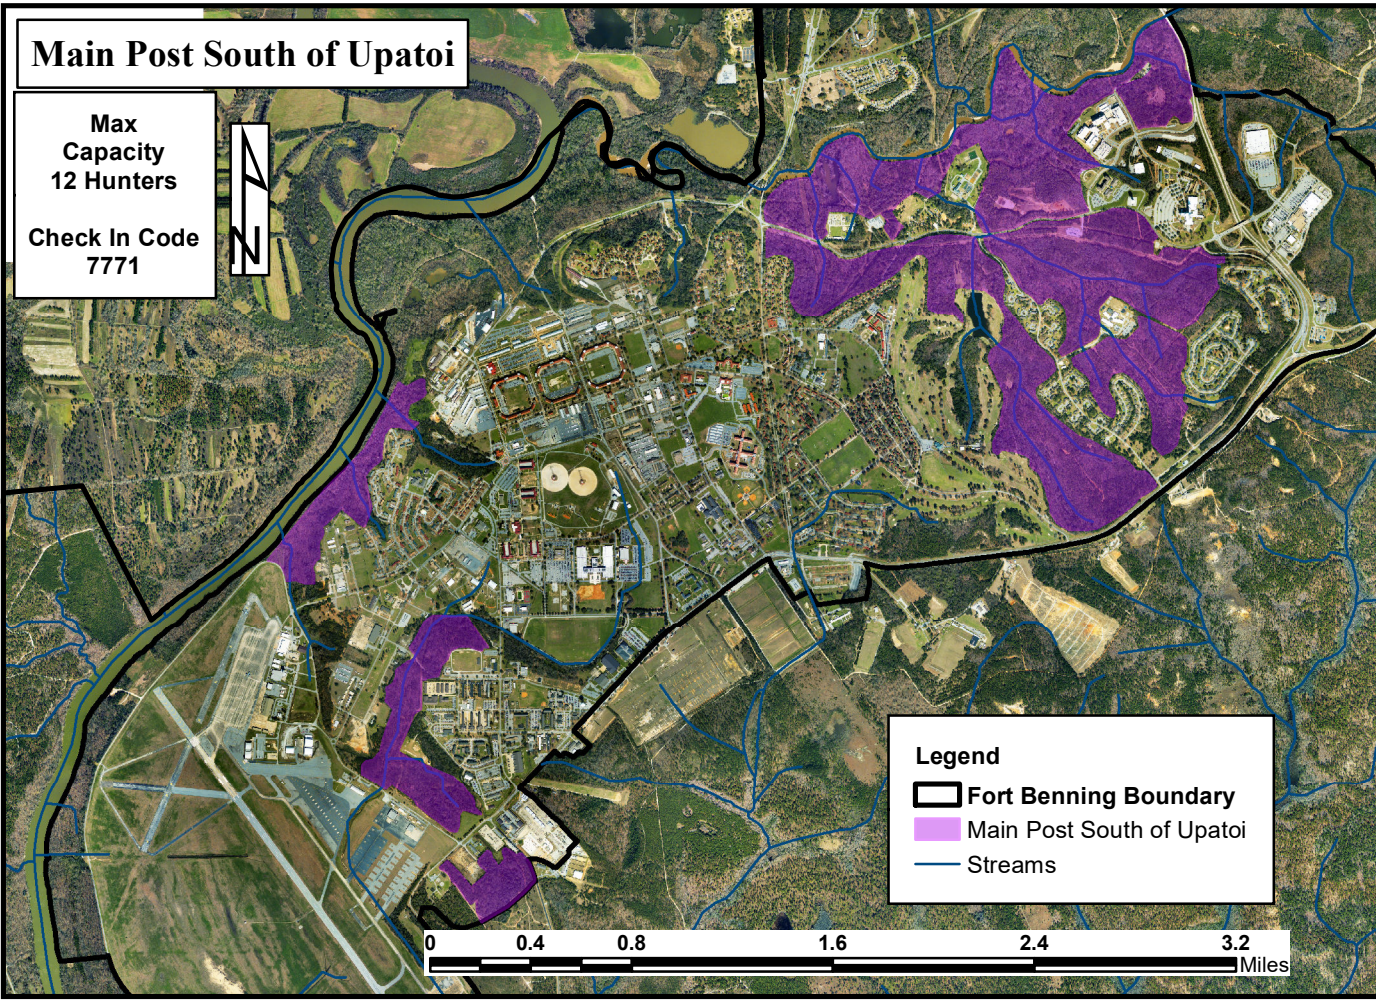 Main Post South of Upatoi
Max
Capacity
12 Hunters
Check In Code
7771
N
Legend
Fort Benning Boundary
Main Post South of Upatoi
Streams
0 0.4 0.8 1.6 2.4 3.2
Miles